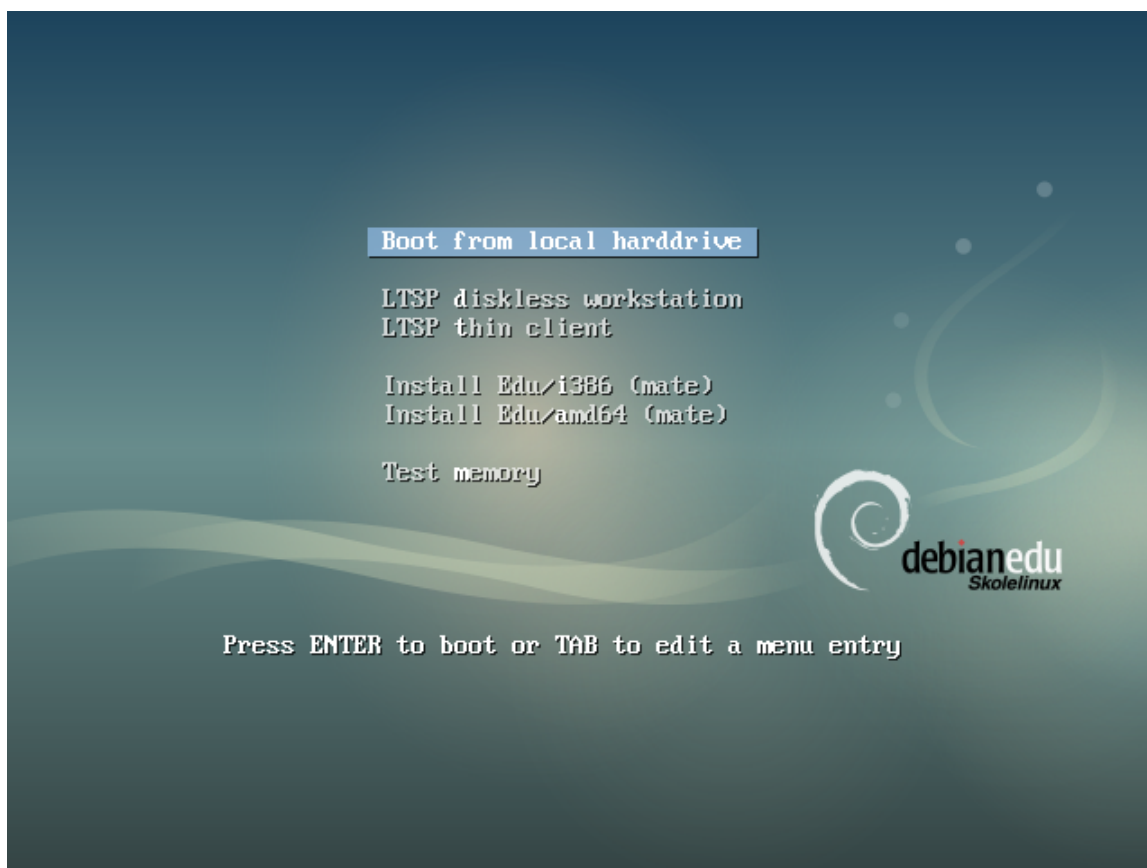 Boot from local harddrive
LTSP diskless workstation
LTSP thin client
Install Edu/i386 (mate)
Install Edu/amd64 (mate)
Test memory
debianedu
Skolelinux
Press ENTER to boot or TAB to edit a menu entry